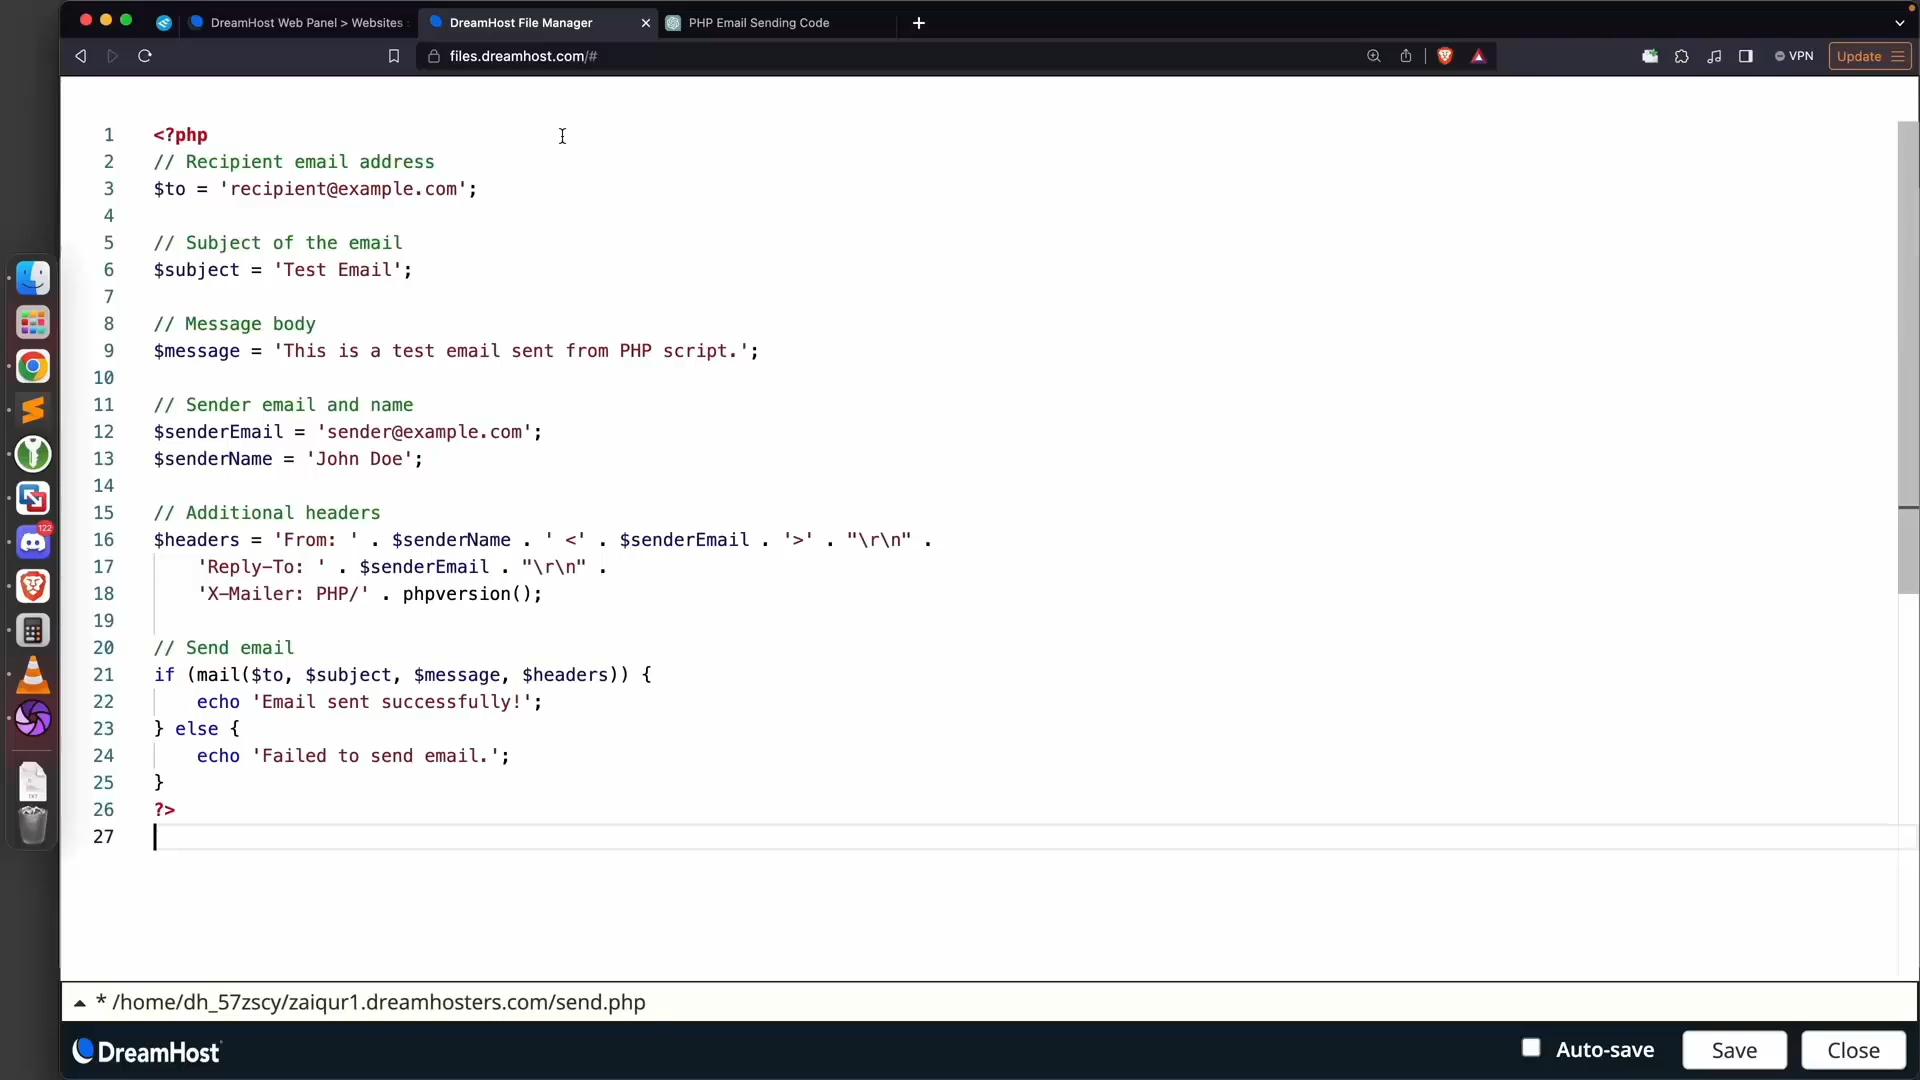 DreamHost Web Panel > Websites
DreamHost File Manager
PHP Email Sending Code
files.dreamhost.com/#
VPN
Update
1 <?php
2 // Recipient email address
3 $to = 'recipient@example.com';
4
5 // Subject of the email
6 $subject = 'Test Email';
7
8 // Message body
9 $message = 'This is a test email sent from PHP script.';
10
11 // Sender email and name
12 $senderEmail = 'sender@example.com';
13 $senderName = 'John Doe';
14
15 // Additional headers
16 $headers = 'From: ' . $senderName . ' <' . $senderEmail . '>' . "\r\n" .
17 'Reply-To: ' . $senderEmail . "\r\n" .
18 'X-Mailer: PHP/' . phpversion();
19
20 // Send email
21 if (mail($to, $subject, $message, $headers)) {
22 echo 'Email sent successfully!';
23 } else {
24 echo 'Failed to send email.';
25 }
26 ?>
27
122
TXT
* /home/dh_57zscy/zaiqur1.dreamhosters.com/send.php
DreamHost
Auto-save
Save
Close